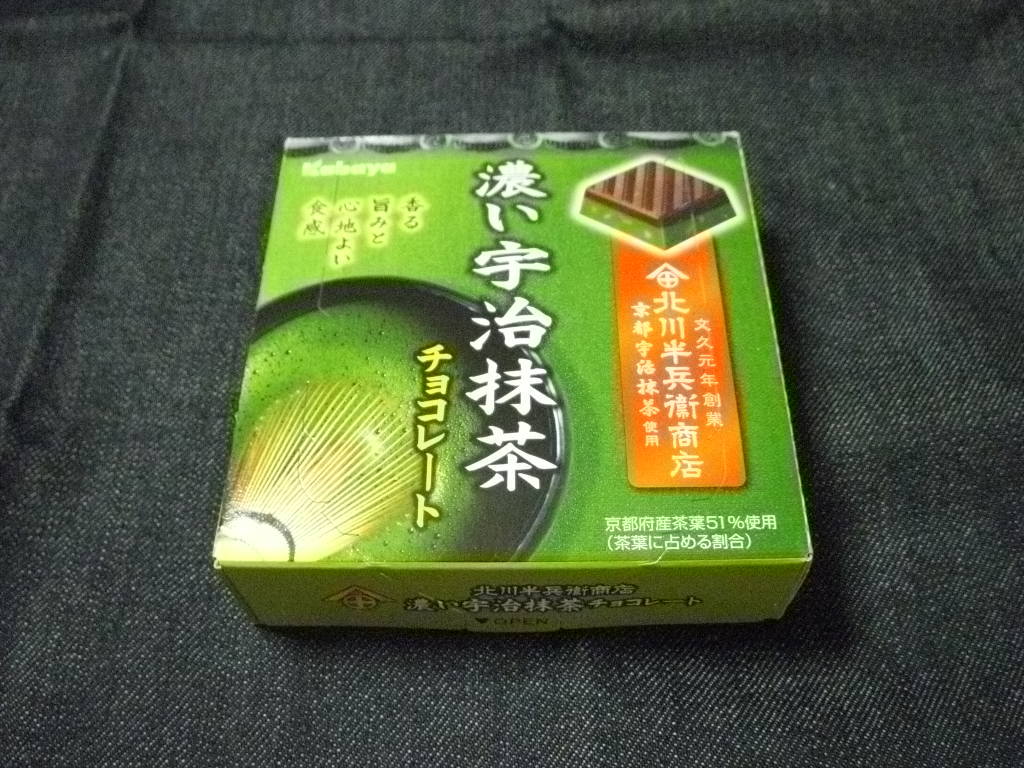 Kabaya
香る
旨みと
心地よい
食感
濃い宇治抹茶
チョコレート
文久元年創業
北川半兵衞商店
京都宇治抹茶使用
京都府産茶葉51%使用
(茶葉に占める割合)
北川半兵衞商店
濃い宇治抹茶チョコレート
▼OPEN